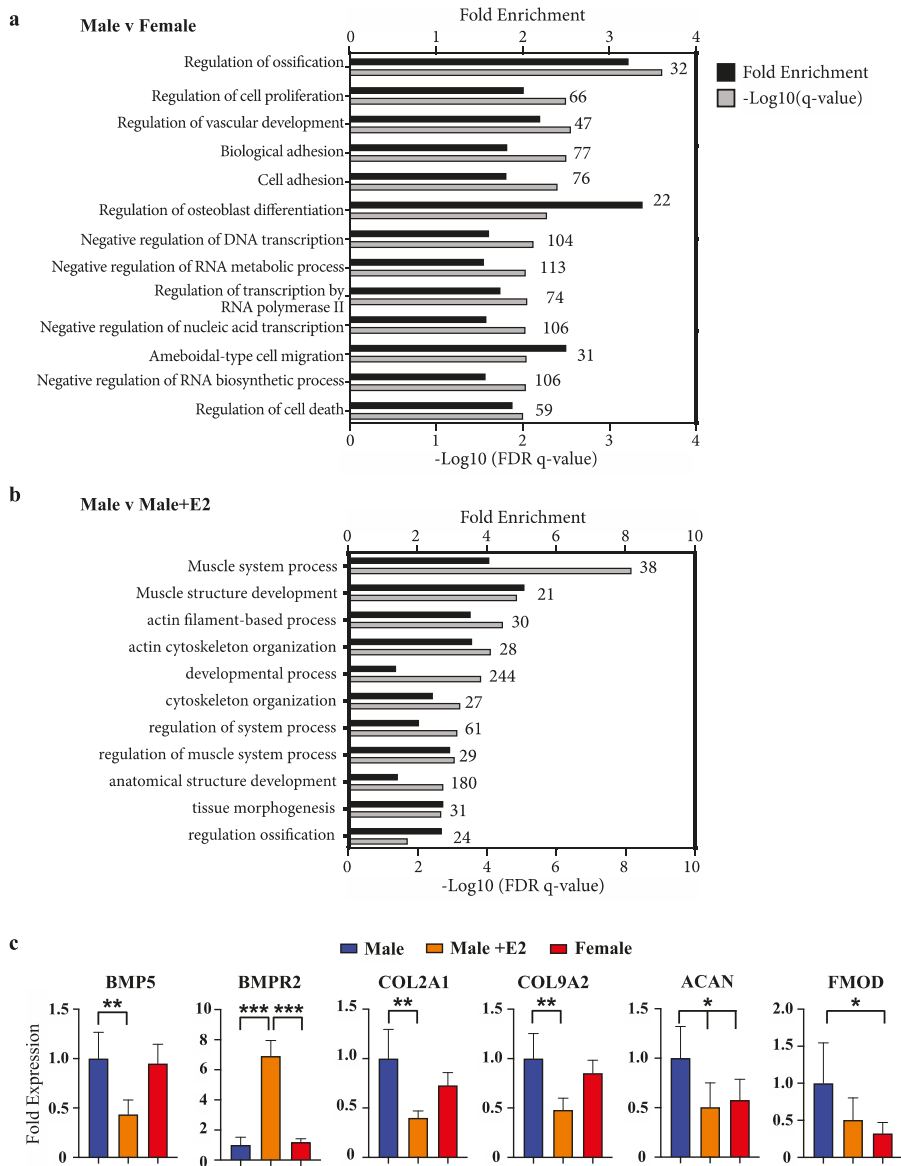 a
Male v Female
Fold Enrichment
0 1 2 3 4
Regulation of ossification 32
Regulation of cell proliferation 66
Regulation of vascular development 47
Biological adhesion 77
Cell adhesion 76
Regulation of osteoblast differentiation 22
Negative regulation of DNA transcription 104
Negative regulation of RNA metabolic process 113
Regulation of transcription by
RNA polymerase II 74
Negative regulation of nucleic acid transcription 106
Ameboidal-type cell migration 31
Negative regulation of RNA biosynthetic process 106
Regulation of cell death 59
0 1 2 3 4
-Log10 (FDR q-value)
Fold Enrichment
-Log10(q-value)
b
Male v Male+E2
Fold Enrichment
0 2 4 6 8 10
Muscle system process 38
Muscle structure development 21
actin filament-based process 30
actin cytoskeleton organization 28
developmental process 244
cytoskeleton organization 27
regulation of system process 61
regulation of muscle system process 29
anatomical structure development 180
tissue morphogenesis 31
regulation ossification 24
0 2 4 6 8 10
-Log10 (FDR q-value)
c
Male Male +E2 Female
Fold Expression
BMP5
1.5
1.0
0.5
0
**
BMPR2
10
8
6
4
2
0
*** ***
COL2A1
1.5
1.0
0.5
0
**
COL9A2
1.5
1.0
0.5
0
**
ACAN
1.5
1.0
0.5
0
*
FMOD
2.0
1.5
1.0
0.5
0
*